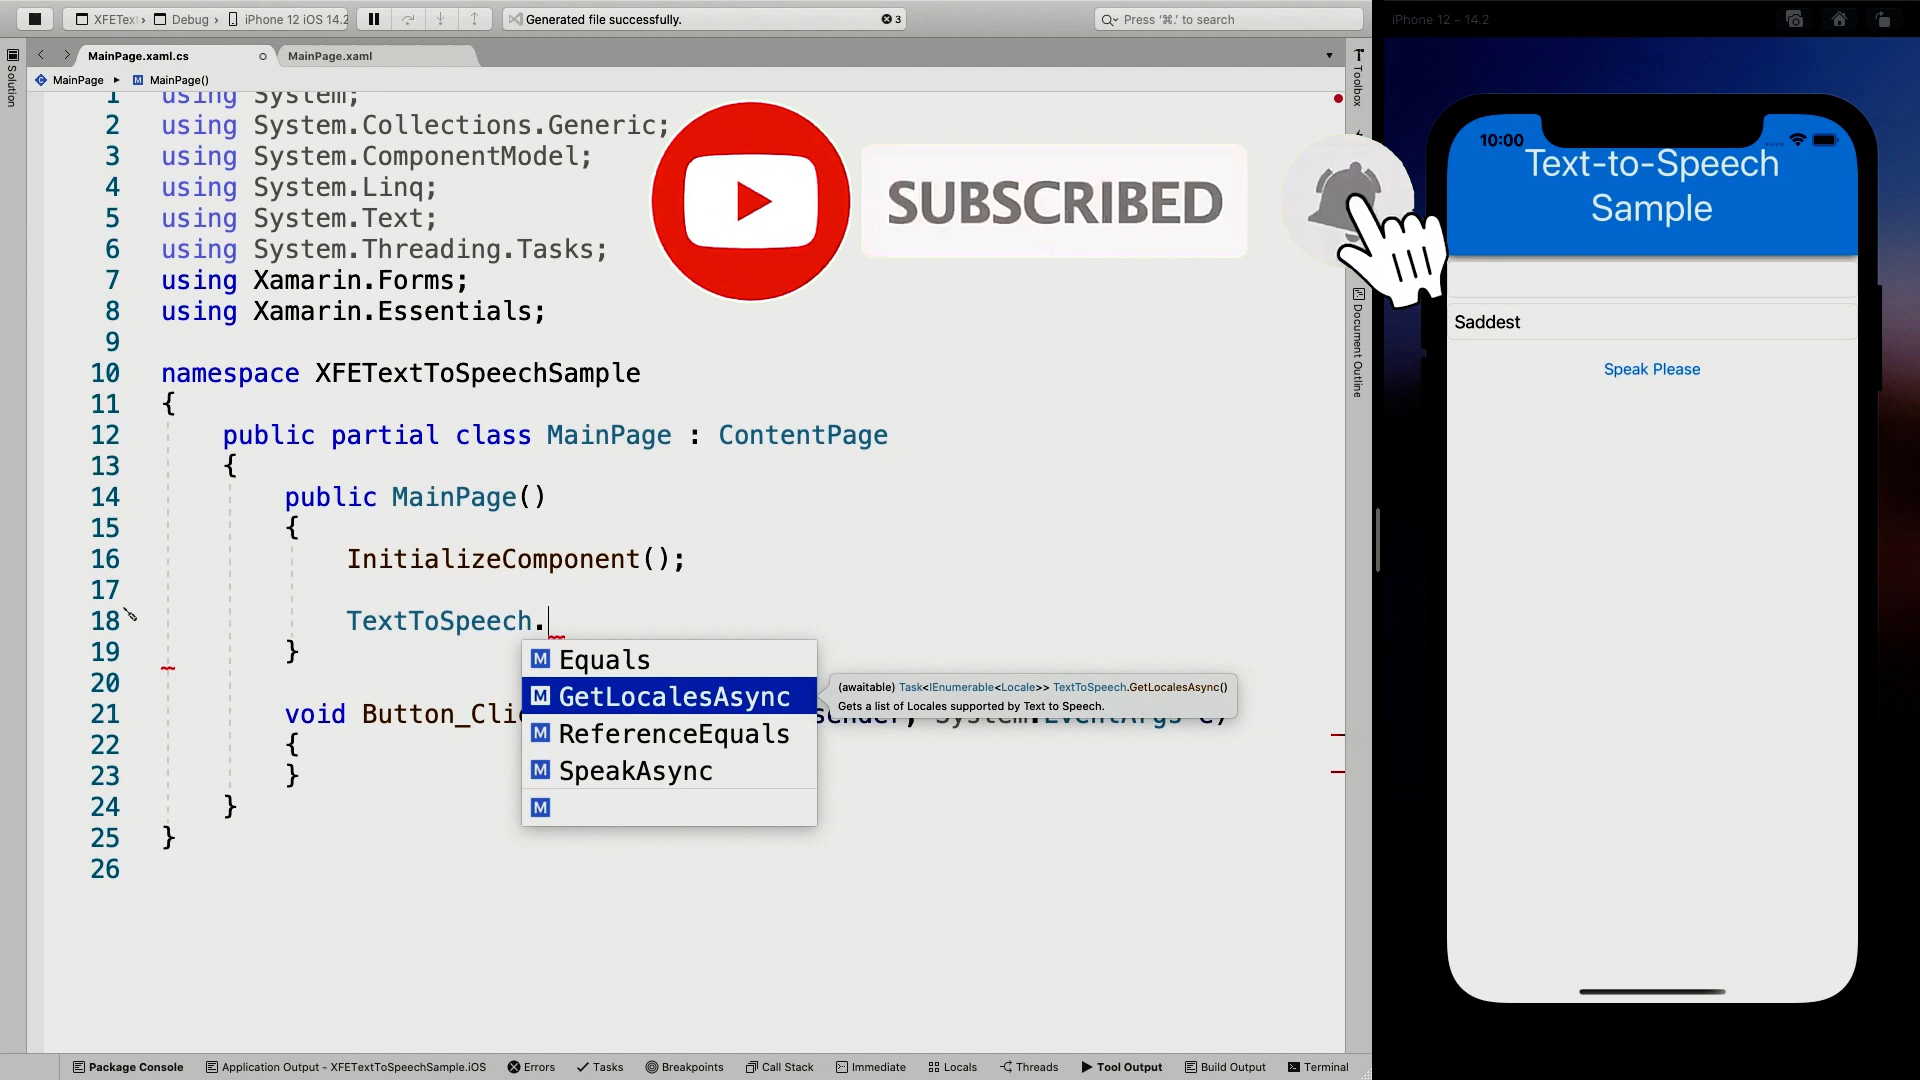 XFETex
Debug
iPhone 12 iOS 14.2
Generated file successfully.
3
Press ‘⌘.’ to search
iPhone 12 – 14.2
MainPage.xaml.cs
MainPage.xaml
Solution
MainPage
MainPage()
Toolbox
Document Outline
1 using System;
2 using System.Collections.Generic;
3 using System.ComponentModel;
4 using System.Linq;
5 using System.Text;
6 using System.Threading.Tasks;
7 using Xamarin.Forms;
8 using Xamarin.Essentials;
9
10 namespace XFETextToSpeechSample
11 {
12 public partial class MainPage : ContentPage
13 {
14 public MainPage()
15 {
16 InitializeComponent();
17
18 TextToSpeech.
19 }
20
21 void Button_Clic sender, System.EventArgs e)
22 {
23 }
24 }
25 }
26
Equals
GetLocalesAsync
ReferenceEquals
SpeakAsync
(awaitable) Task<IEnumerable<Locale>> TextToSpeech.GetLocalesAsync()
Gets a list of Locales supported by Text to Speech.
SUBSCRIBED
10:00
Text-to-Speech
Sample
Saddest
Speak Please
Package Console
Application Output - XFETextToSpeechSample.iOS
Errors
Tasks
Breakpoints
Call Stack
Immediate
Locals
Threads
Tool Output
Build Output
Terminal